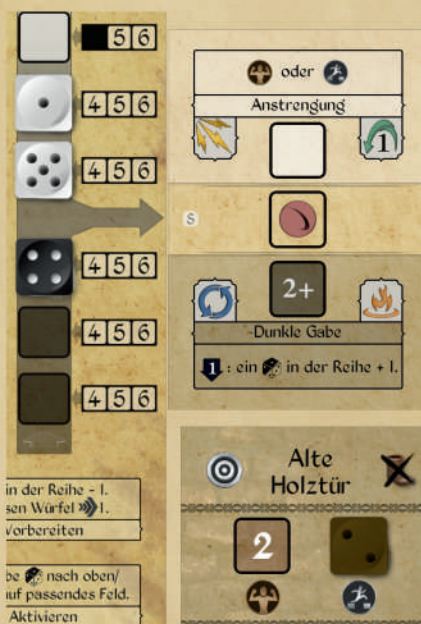 5 6
4 5 6
4 5 6
4 5 6
4 5 6
4 5 6
in der Reihe - 1.
sen Würfel 1.
Vorbereiten
be nach oben/
auf passendes Feld.
Aktivieren
oder
Anstrengung
1
S
2+
-Dunkle Gabe
1 : ein in der Reihe + 1.
Alte
Holztür
2